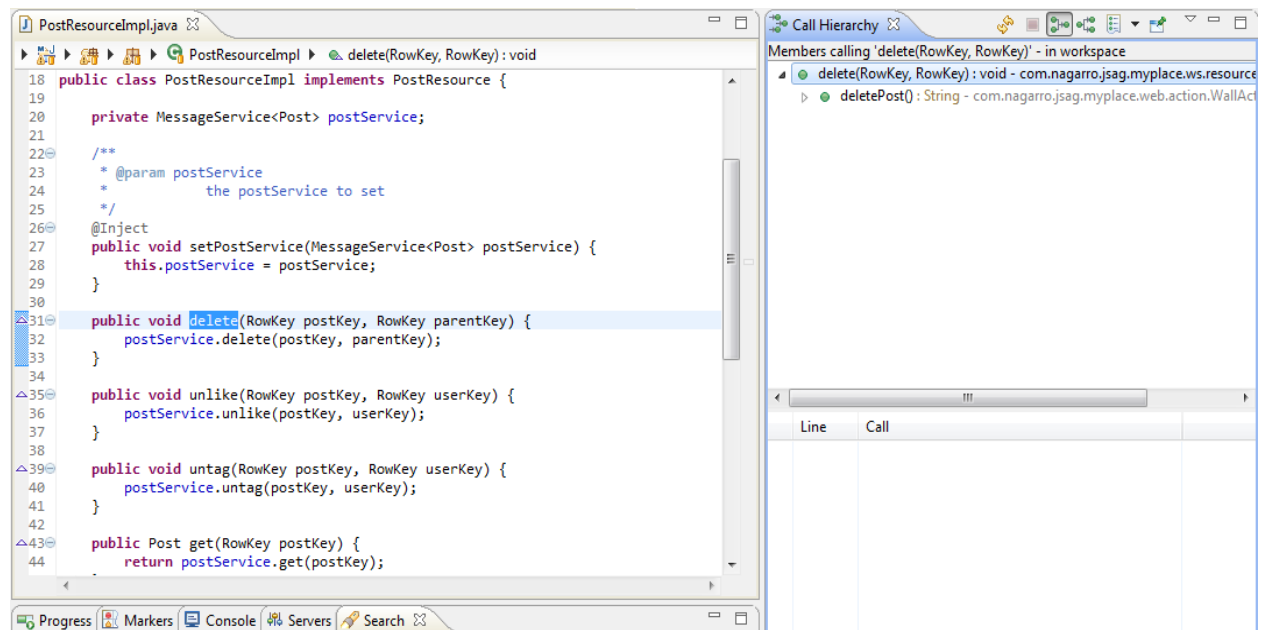 PostResourceImpl.java
PostResourceImpl ▸ delete(RowKey, RowKey) : void
18 public class PostResourceImpl implements PostResource {
19
20     private MessageService<Post> postService;
21
22     /**
23      * @param postService
24      *            the postService to set
25      */
26     @Inject
27     public void setPostService(MessageService<Post> postService) {
28         this.postService = postService;
29     }
30
31     public void delete(RowKey postKey, RowKey parentKey) {
32         postService.delete(postKey, parentKey);
33     }
34
35     public void unlike(RowKey postKey, RowKey userKey) {
36         postService.unlike(postKey, userKey);
37     }
38
39     public void untag(RowKey postKey, RowKey userKey) {
40         postService.untag(postKey, userKey);
41     }
42
43     public Post get(RowKey postKey) {
44         return postService.get(postKey);
Progress Markers Console Servers Search
Call Hierarchy
Members calling 'delete(RowKey, RowKey)' - in workspace
delete(RowKey, RowKey) : void - com.nagarro.jsag.myplace.ws.resource
deletePost() : String - com.nagarro.jsag.myplace.web.action.WallAct
Line Call